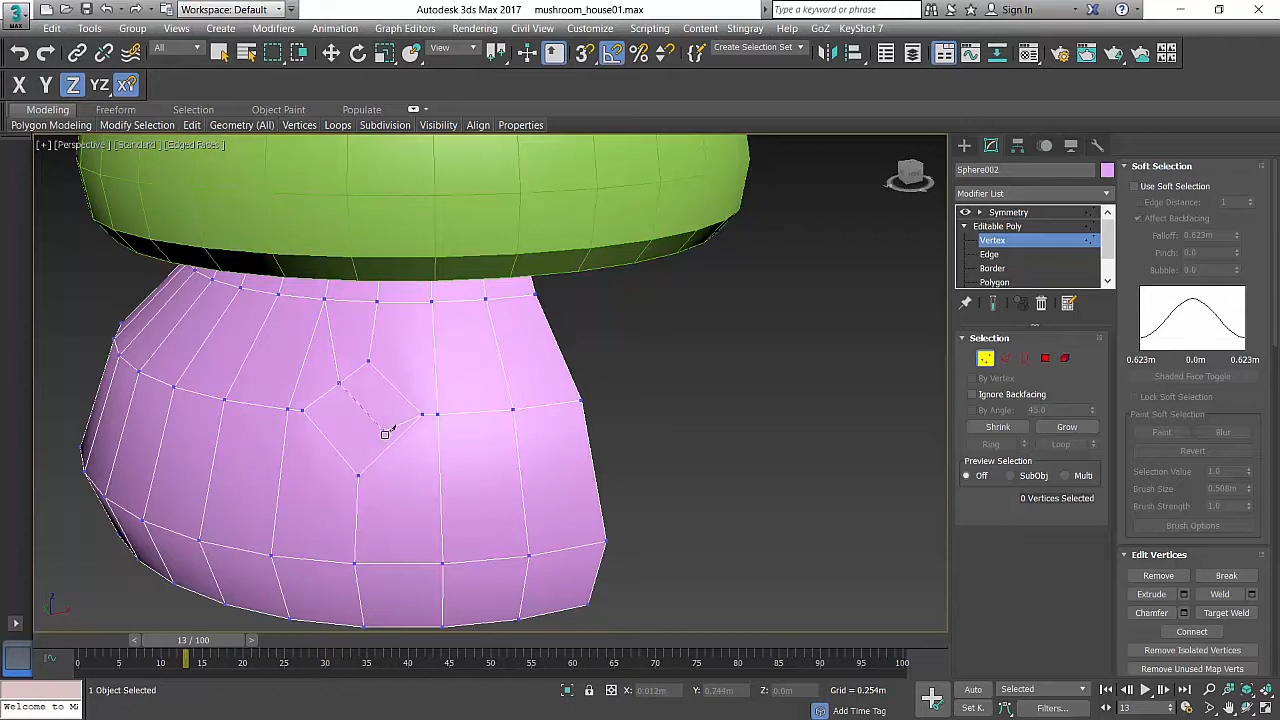 Workspace: Default
Autodesk 3ds Max 2017 mushroom_house01.max
Type a keyword or phrase
Sign In
MAX
Edit Tools Group Views Create Modifiers Animation Graph Editors Rendering Civil View Customize Scripting Content Stingray Help GoZ KeyShot 7
All
View
Create Selection Set
X Y Z YZ XY
Modeling Freeform Selection Object Paint Populate
Polygon Modeling Modify Selection Edit Geometry (All) Vertices Loops Subdivision Visibility Align Properties
[+] [Perspective] [Standard] [Edged Faces]
Sphere002
Modifier List
Symmetry
Editable Poly
Vertex
Edge
Border
Polygon
Selection
By Vertex
Ignore Backfacing
By Angle: 45.0
Shrink Grow
Ring Loop
Preview Selection
Off SubObj Multi
0 Vertices Selected
Soft Selection
Use Soft Selection
Edge Distance: 1
Affect Backfacing
Falloff: 0.623m
Pinch: 0.0
Bubble: 0.0
0.623m 0.0m 0.623m
Shaded Face Toggle
Lock Soft Selection
Paint Soft Selection
Paint Blur
Revert
Selection Value 1.0
Brush Size 0.508m
Brush Strength 1.0
Brush Options
Edit Vertices
Remove Break
Extrude Weld
Chamfer Target Weld
Connect
Remove Isolated Vertices
Remove Unused Map Verts
13 / 100
0 5 10 15 20 25 30 35 40 45 50 55 60 65 70 75 80 85 90 95 100
1 Object Selected
X: 0.012m Y: 0.744m Z: 0.0m Grid = 0.254m
Auto Selected
Welcome to M
Add Time Tag
Set K. Filters... 13